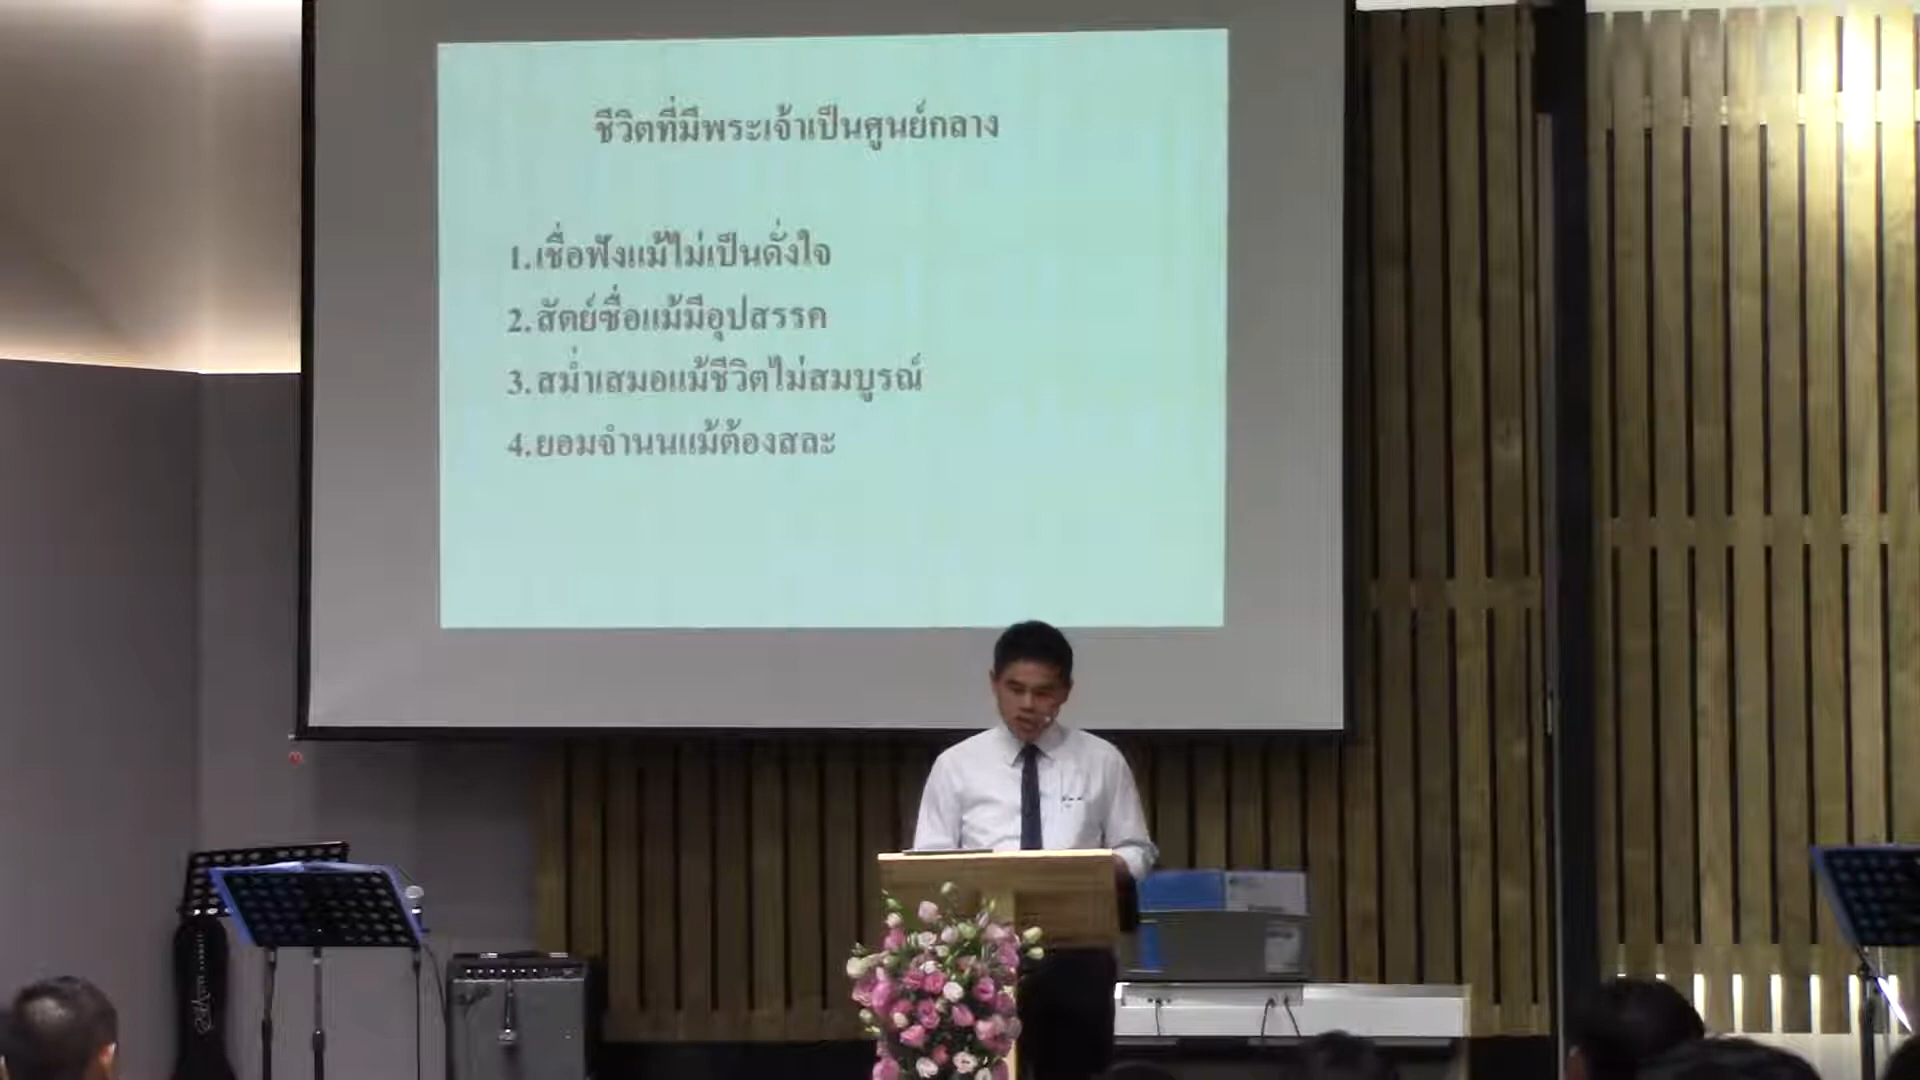 ชีวิตที่มีพระเจ้าเป็นศูนย์กลาง
1.เชื่อฟังแม้ไม่เป็นดั่งใจ
2.สัตย์ซื่อแม้มีอุปสรรค
3.สม่ำเสมอแม้ชีวิตไม่สมบูรณ์
4.ยอมจำนนแม้ต้องสละ